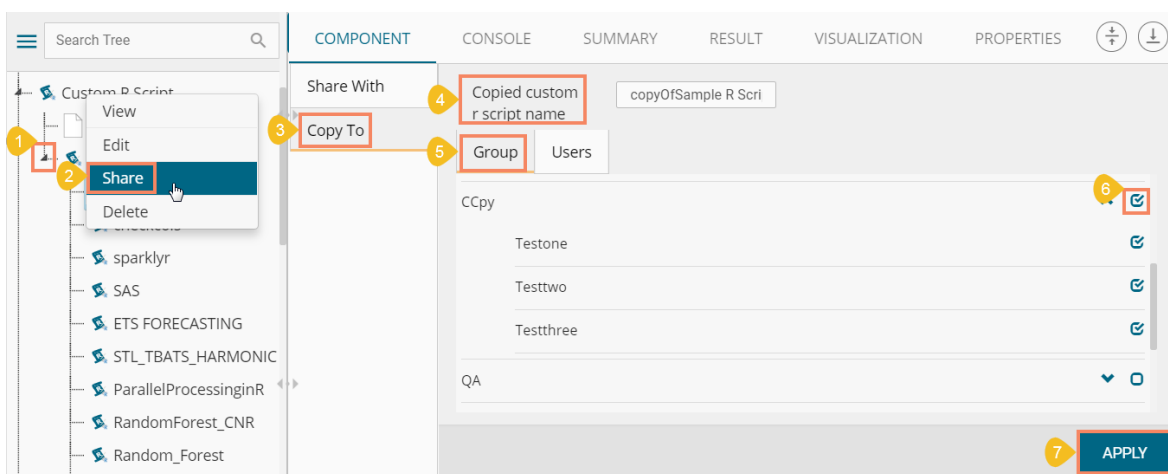 Search Tree
COMPONENT
CONSOLE
SUMMARY
RESULT
VISUALIZATION
PROPERTIES
Custom R Script
View
Edit
Share
Delete
sparklyr
SAS
ETS FORECASTING
STL_TBATS_HARMONIC
ParallelProcessinginR
RandomForest_CNR
Random_Forest
1
2
Share With
3
Copy To
4
Copied custom
r script name
copyOfSample R Scri
5
Group
Users
CCpy
6
Testone
Testtwo
Testthree
QA
7
APPLY